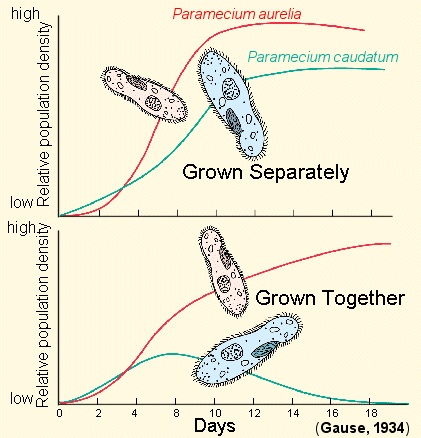 high
Relative population density
low
Paramecium aurelia
Paramecium caudatum
Grown Separately
high
Relative population density
low
Grown Together
0 2 4 6 8 10 12 14 16 18
Days
(Gause, 1934)